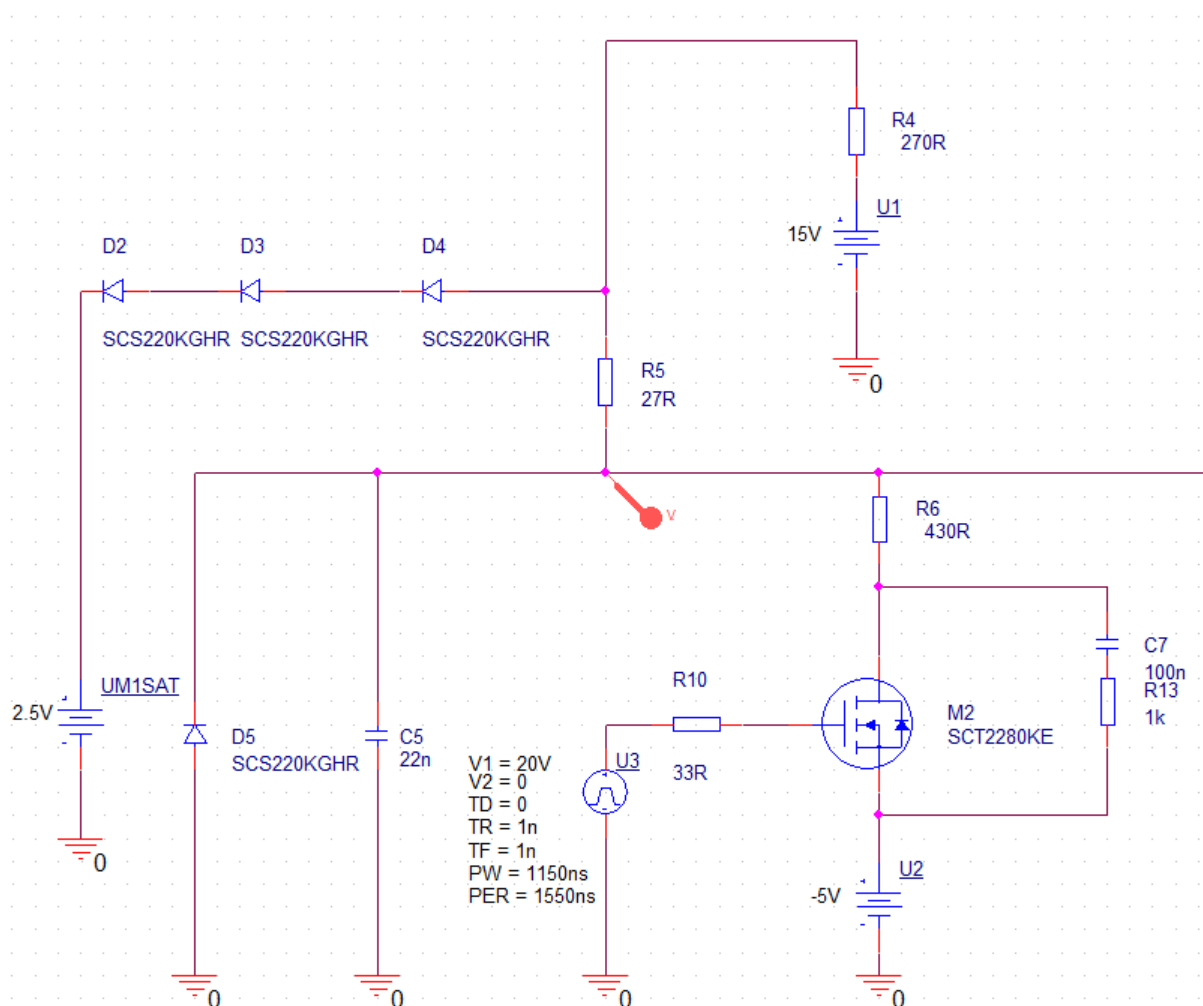 R4
270R
U1
15V
0
D2
D3
D4
SCS220KGHR
SCS220KGHR
SCS220KGHR
R5
27R
V
R6
430R
UM1SAT
2.5V
0
D5
SCS220KGHR
C5
22n
R10
33R
U3
V1 = 20V
V2 = 0
TD = 0
TR = 1n
TF = 1n
PW = 1150ns
PER = 1550ns
M2
SCT2280KE
C7
100n
R13
1k
U2
-5V
0
0
0
0